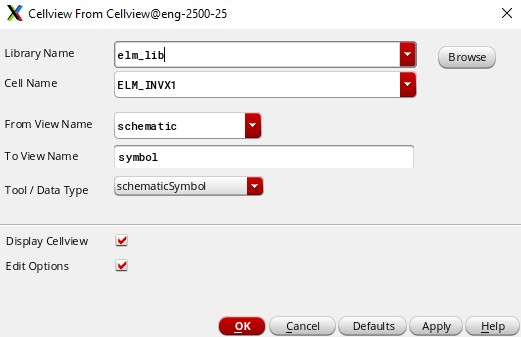 Cellview From Cellview@eng-2500-25
Library Name elm_lib Browse
Cell Name ELM_INVX1
From View Name schematic
To View Name symbol
Tool / Data Type schematicSymbol
Display Cellview
Edit Options
OK Cancel Defaults Apply Help